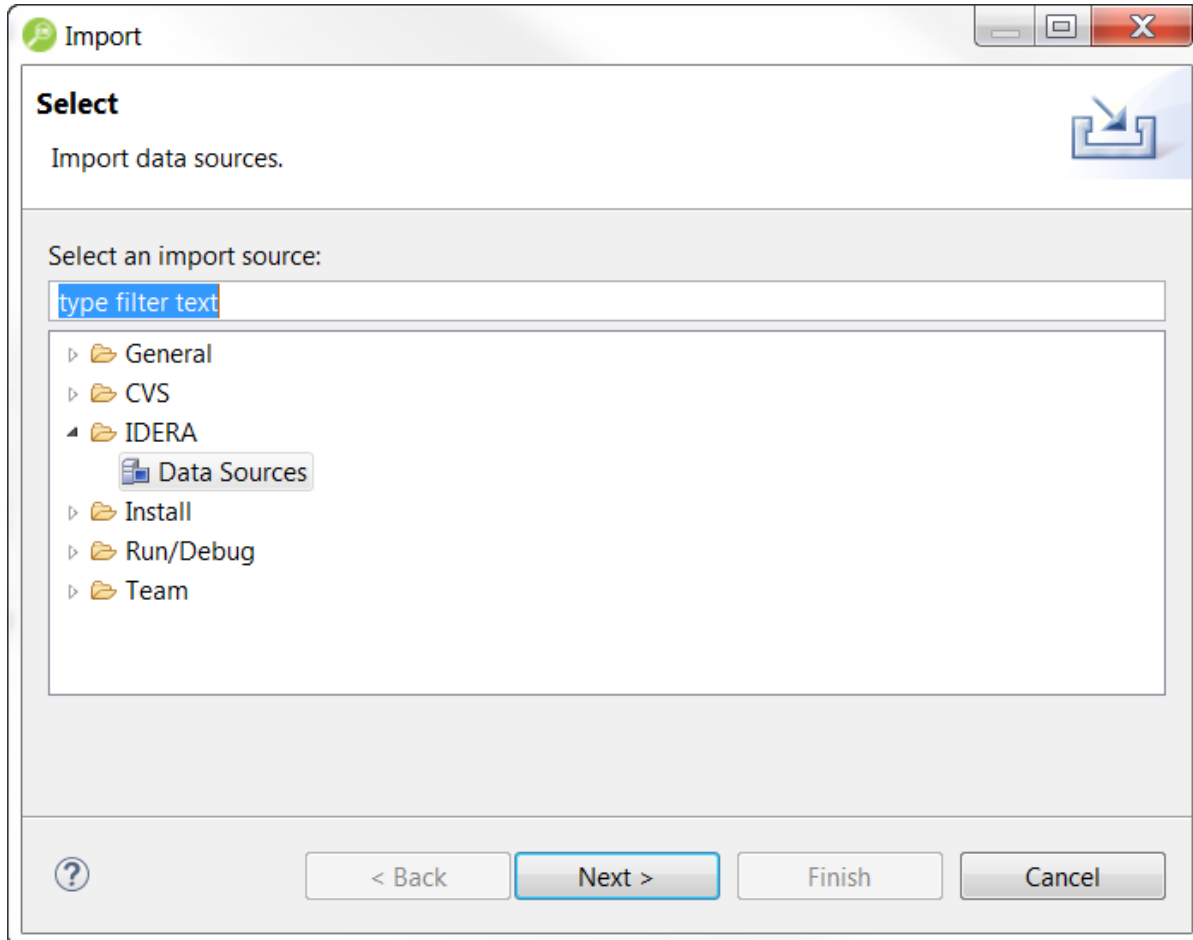 Import
Select
Import data sources.
Select an import source:
type filter text
General
CVS
IDERA
Data Sources
Install
Run/Debug
Team
? < Back Next > Finish Cancel